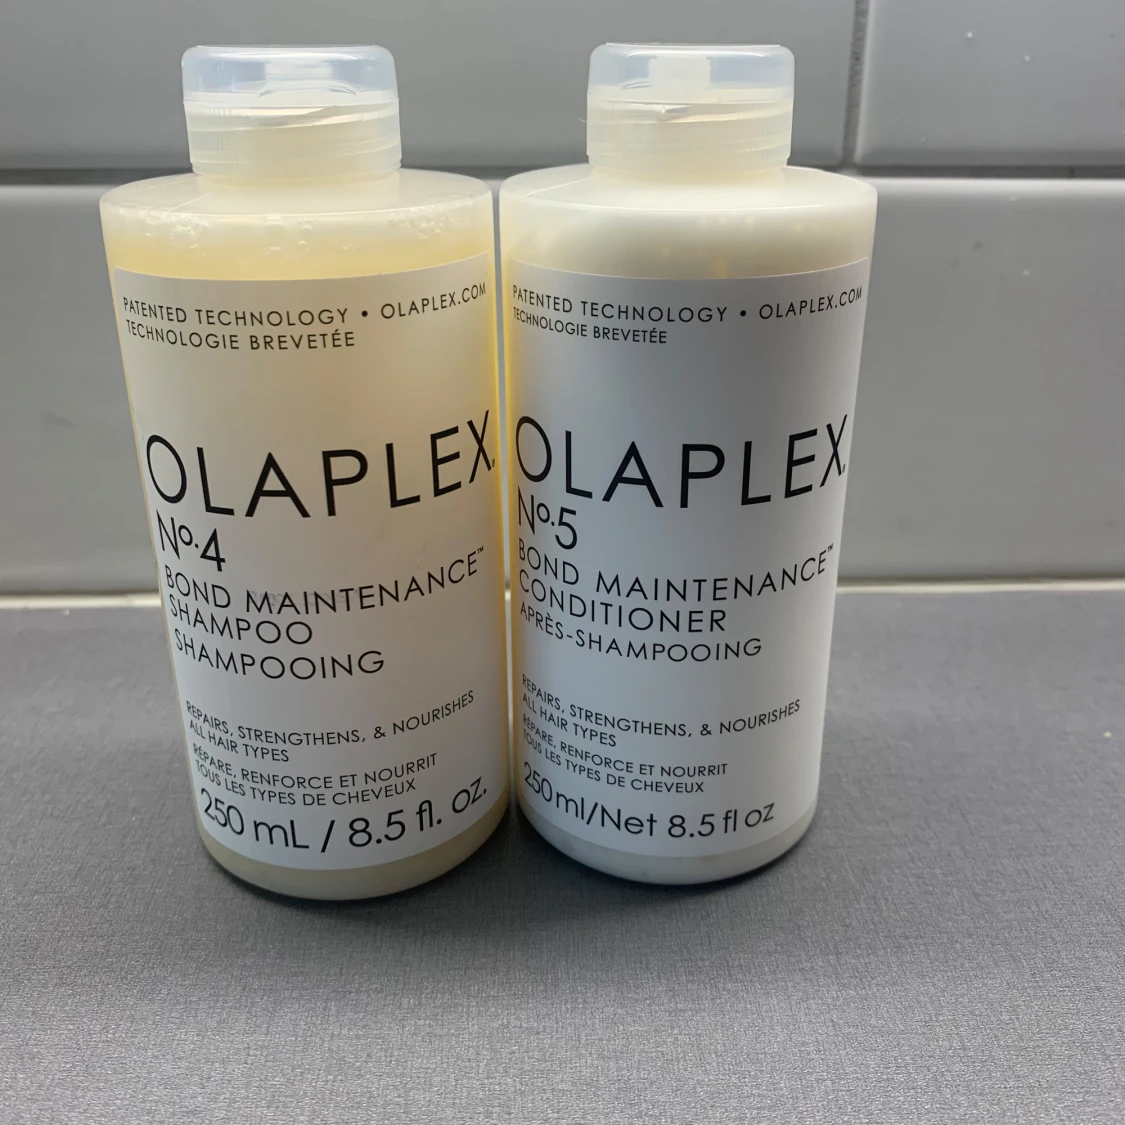 PATENTED TECHNOLOGY • OLAPLEX.COM
TECHNOLOGIE BREVETÉE
OLAPLEX®
Nº.4
BOND MAINTENANCE™
SHAMPOO
SHAMPOOING
REPAIRS, STRENGTHENS, & NOURISHES
ALL HAIR TYPES
RÉPARE, RENFORCE ET NOURRIT
TOUS LES TYPES DE CHEVEUX
250 mL / 8.5 fl. oz.
PATENTED TECHNOLOGY • OLAPLEX.COM
TECHNOLOGIE BREVETÉE
OLAPLEX®
Nº.5
BOND MAINTENANCE™
CONDITIONER
APRÈS-SHAMPOOING
REPAIRS, STRENGTHENS, & NOURISHES
ALL HAIR TYPES
RÉPARE, RENFORCE ET NOURRIT
TOUS LES TYPES DE CHEVEUX
250 ml/Net 8.5 fl oz